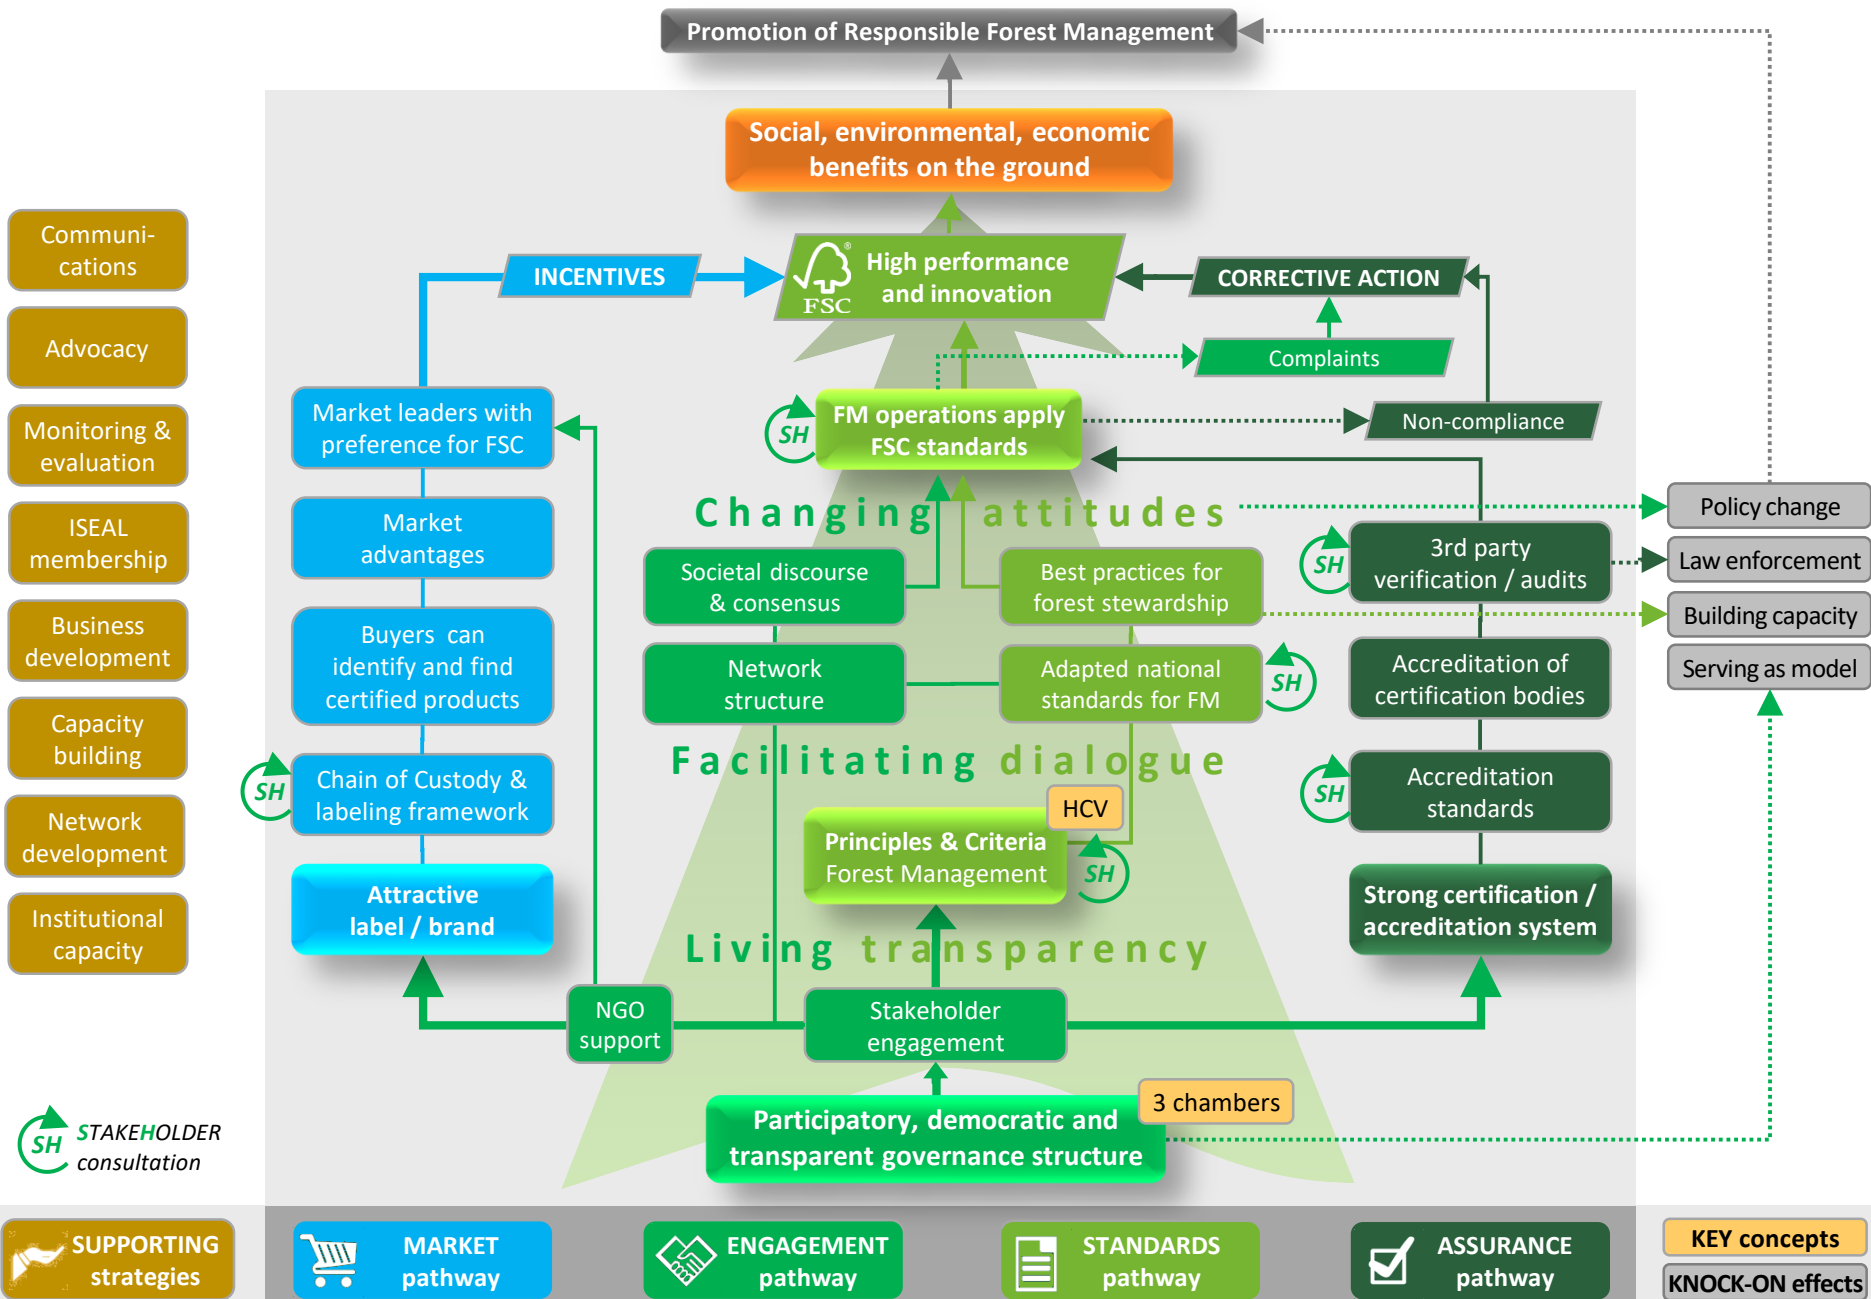 Promotion of Responsible Forest Management
Social, environmental, economic
benefits on the ground
INCENTIVES
®
FSC
High performance
and innovation
CORRECTIVE ACTION
Complaints
Non-compliance
FM operations apply
FSC standards
SH
Communi-
cations
Advocacy
Monitoring &
evaluation
ISEAL
membership
Business
development
Capacity
building
Network
development
Institutional
capacity
Market leaders with
preference for FSC
Market
advantages
Buyers can
identify and find
certified products
Chain of Custody &
labeling framework
SH
Attractive
label / brand
Changing attitudes
Societal discourse
& consensus
Best practices for
forest stewardship
Network
structure
Adapted national
standards for FM
SH
Facilitating dialogue
HCV
Principles & Criteria
Forest Management
SH
Living transparency
NGO
support
Stakeholder
engagement
3 chambers
Participatory, democratic and
transparent governance structure
3rd party
verification / audits
SH
Accreditation of
certification bodies
Accreditation
standards
SH
Strong certification /
accreditation system
Policy change
Law enforcement
Building capacity
Serving as model
SH
STAKEHOLDER
consultation
SUPPORTING
strategies
MARKET
pathway
ENGAGEMENT
pathway
STANDARDS
pathway
ASSURANCE
pathway
KEY concepts
KNOCK-ON effects